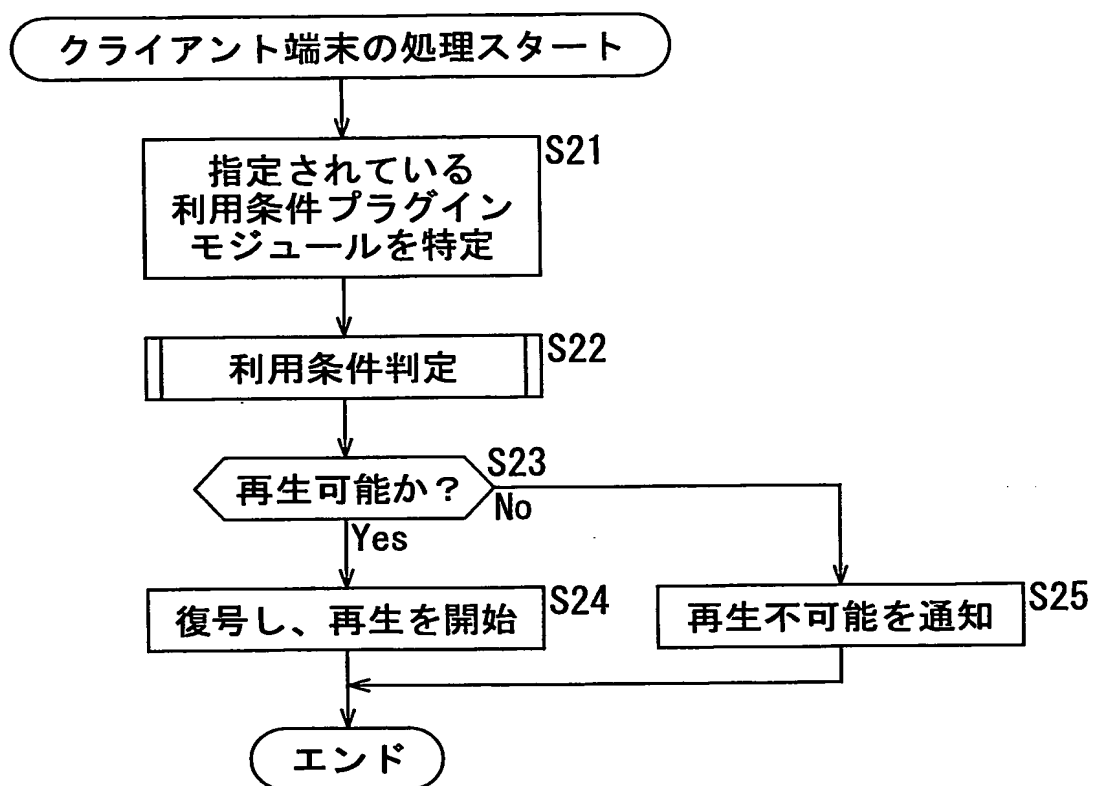 クライアント端末の処理スタート
S21
指定されている
利用条件プラグイン
モジュールを特定
S22
利用条件判定
S23
再生可能か?
No
Yes
S24
復号し、再生を開始
S25
再生不可能を通知
エンド